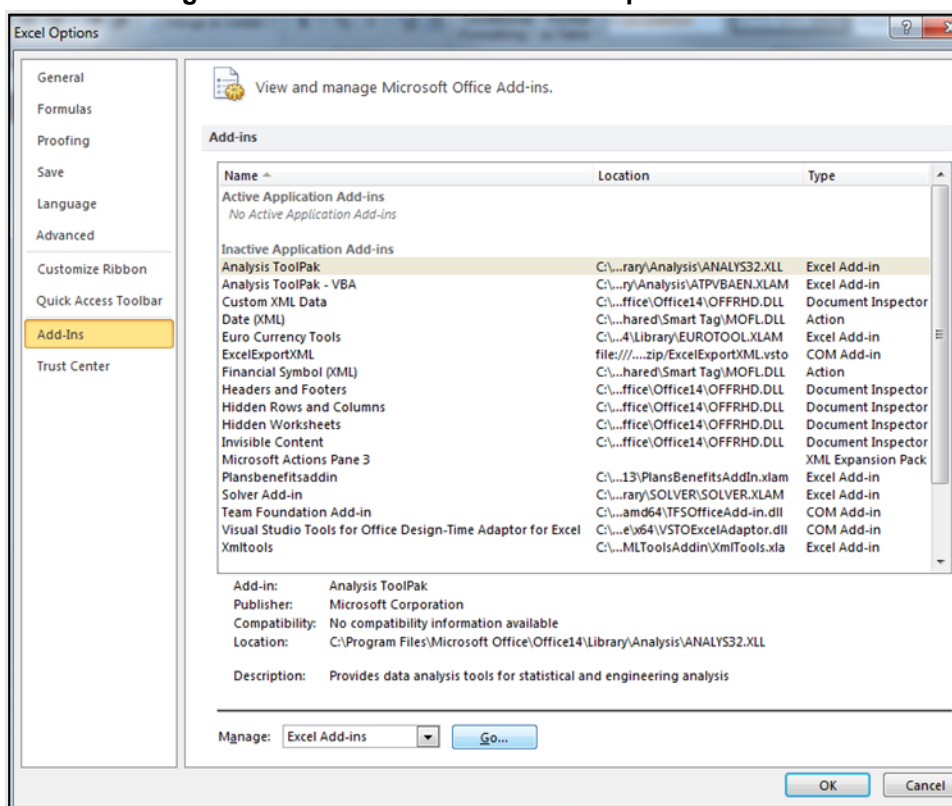 Excel Options
General
Formulas
Proofing
Save
Language
Advanced
Customize Ribbon
Quick Access Toolbar
Add-Ins
Trust Center
View and manage Microsoft Office Add-ins.
Add-ins
Name Location Type
Active Application Add-ins
No Active Application Add-ins
Inactive Application Add-ins
Analysis ToolPak C:\...rary\Analysis\ANALYS32.XLL Excel Add-in
Analysis ToolPak - VBA C:\...ry\Analysis\ATPVBAEN.XLAM Excel Add-in
Custom XML Data C:\...ffice\Office14\OFFRHD.DLL Document Inspector
Date (XML) C:\...hared\Smart Tag\MOFL.DLL Action
Euro Currency Tools C:\...4\Library\EUROTOOL.XLAM Excel Add-in
ExcelExportXML file:///....zip/ExcelExportXML.vsto COM Add-in
Financial Symbol (XML) C:\...hared\Smart Tag\MOFL.DLL Action
Headers and Footers C:\...ffice\Office14\OFFRHD.DLL Document Inspector
Hidden Rows and Columns C:\...ffice\Office14\OFFRHD.DLL Document Inspector
Hidden Worksheets C:\...ffice\Office14\OFFRHD.DLL Document Inspector
Invisible Content C:\...ffice\Office14\OFFRHD.DLL Document Inspector
Microsoft Actions Pane 3 XML Expansion Pack
Plansbenefitsaddin C:\...13\PlansBenefitsAddIn.xlam Excel Add-in
Solver Add-in C:\...rary\SOLVER\SOLVER.XLAM Excel Add-in
Team Foundation Add-in C:\...amd64\TFSOfficeAdd-in.dll COM Add-in
Visual Studio Tools for Office Design-Time Adaptor for Excel C:\...e\x64\VSTOExcelAdaptor.dll COM Add-in
Xmltools C:\...MLToolsAddin\XmlTools.xla Excel Add-in
Add-in: Analysis ToolPak
Publisher: Microsoft Corporation
Compatibility: No compatibility information available
Location: C:\Program Files\Microsoft Office\Office14\Library\Analysis\ANALYS32.XLL
Description: Provides data analysis tools for statistical and engineering analysis
Manage: Excel Add-ins Go...
OK Cancel